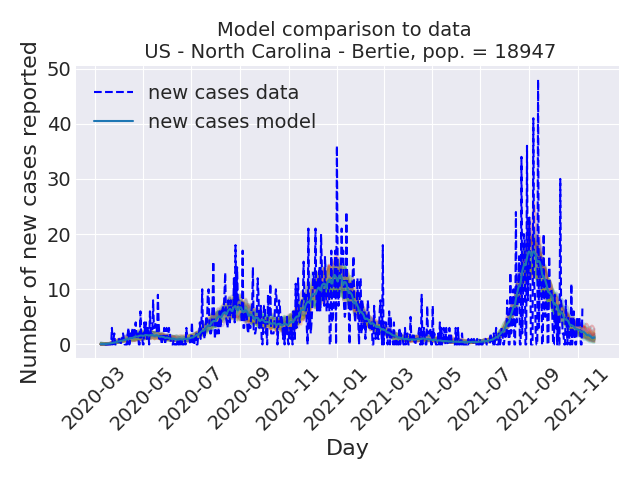 Model comparison to data
US - North Carolina - Bertie, pop. = 18947
Number of new cases reported
50
40
30
20
10
0
new cases data
new cases model
2020-03
2020-05
2020-07
2020-09
2020-11
2021-01
2021-03
2021-05
2021-07
2021-09
2021-11
Day